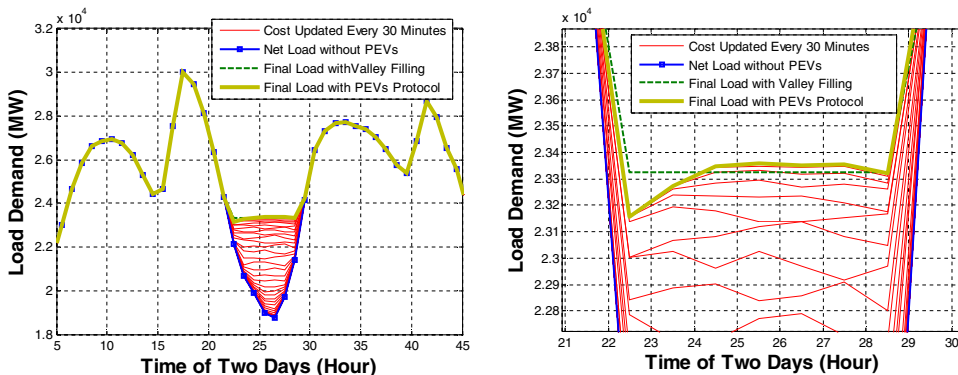 x 10⁴
3.2
3
2.8
2.6
2.4
2.2
2
1.8
5 10 15 20 25 30 35 40 45
Load Demand (MW)
Time of Two Days (Hour)
Cost Updated Every 30 Minutes
Net Load without PEVs
Final Load withValley Filling
Final Load with PEVs Protocol
x 10⁴
2.38
2.37
2.36
2.35
2.34
2.33
2.32
2.31
2.3
2.29
2.28
21 22 23 24 25 26 27 28 29 30
Load Demand (MW)
Time of Two Days (Hour)
Cost Updated Every 30 Minutes
Net Load without PEVs
Final Load with Valley Filling
Final Load with PEVs Protocol